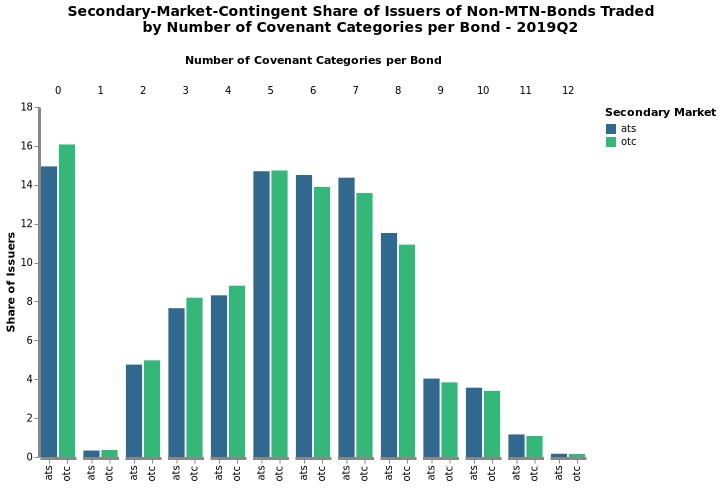 Secondary-Market-Contingent Share of Issuers of Non-MTN-Bonds Traded
by Number of Covenant Categories per Bond - 2019Q2
Number of Covenant Categories per Bond
0 1 2 3 4 5 6 7 8 9 10 11 12
Secondary Market
ats
otc
Share of Issuers
18
16
14
12
10
8
6
4
2
0
ats otc ats otc ats otc ats otc ats otc ats otc ats otc ats otc ats otc ats otc ats otc ats otc ats otc